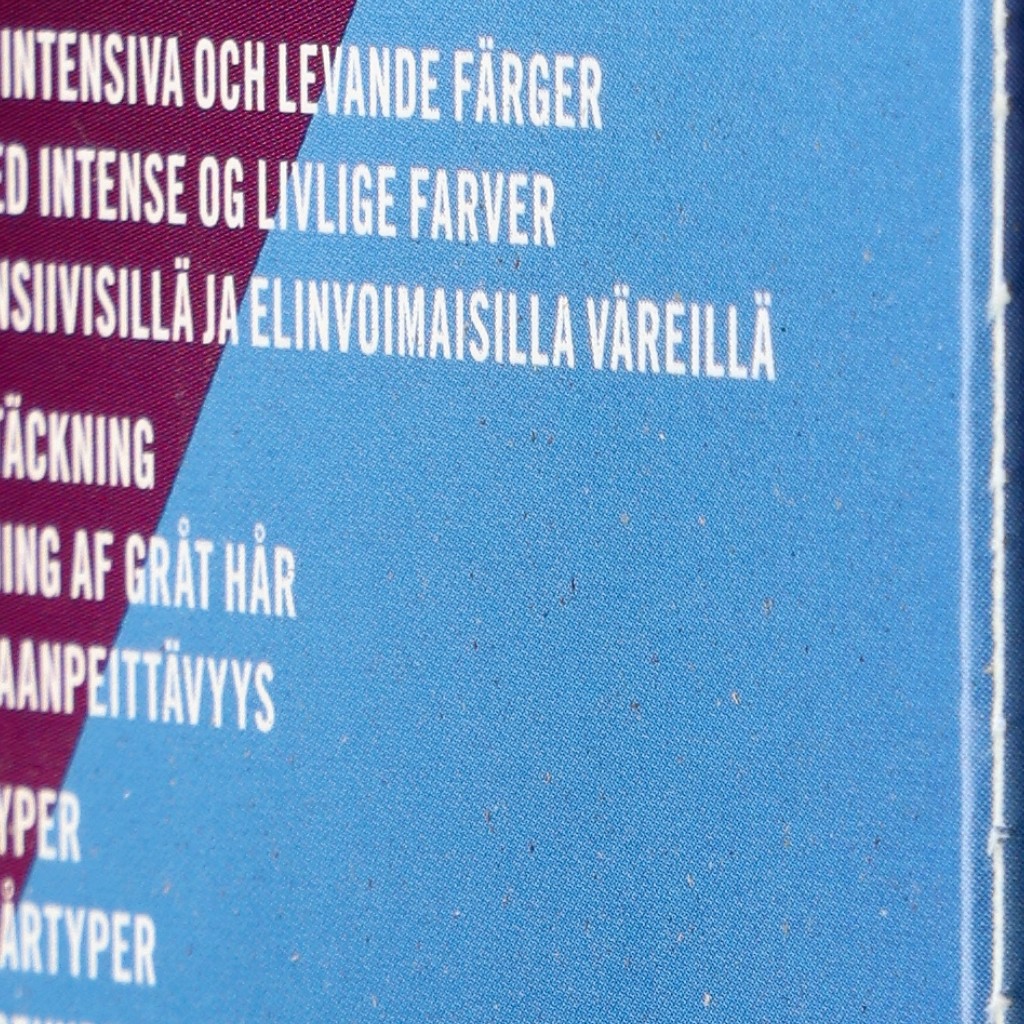 INTENSIVA OCH LEVANDE FÄRGER
ED INTENSE OG LIVLIGE FARVER
NSIIVISILLÄ JA ELINVOIMAISILLA VÄREILLÄ
TÄCKNING
ING AF GRÅT HÅR
AANPEITTÄVYYS
YPER
ÅRTYPER